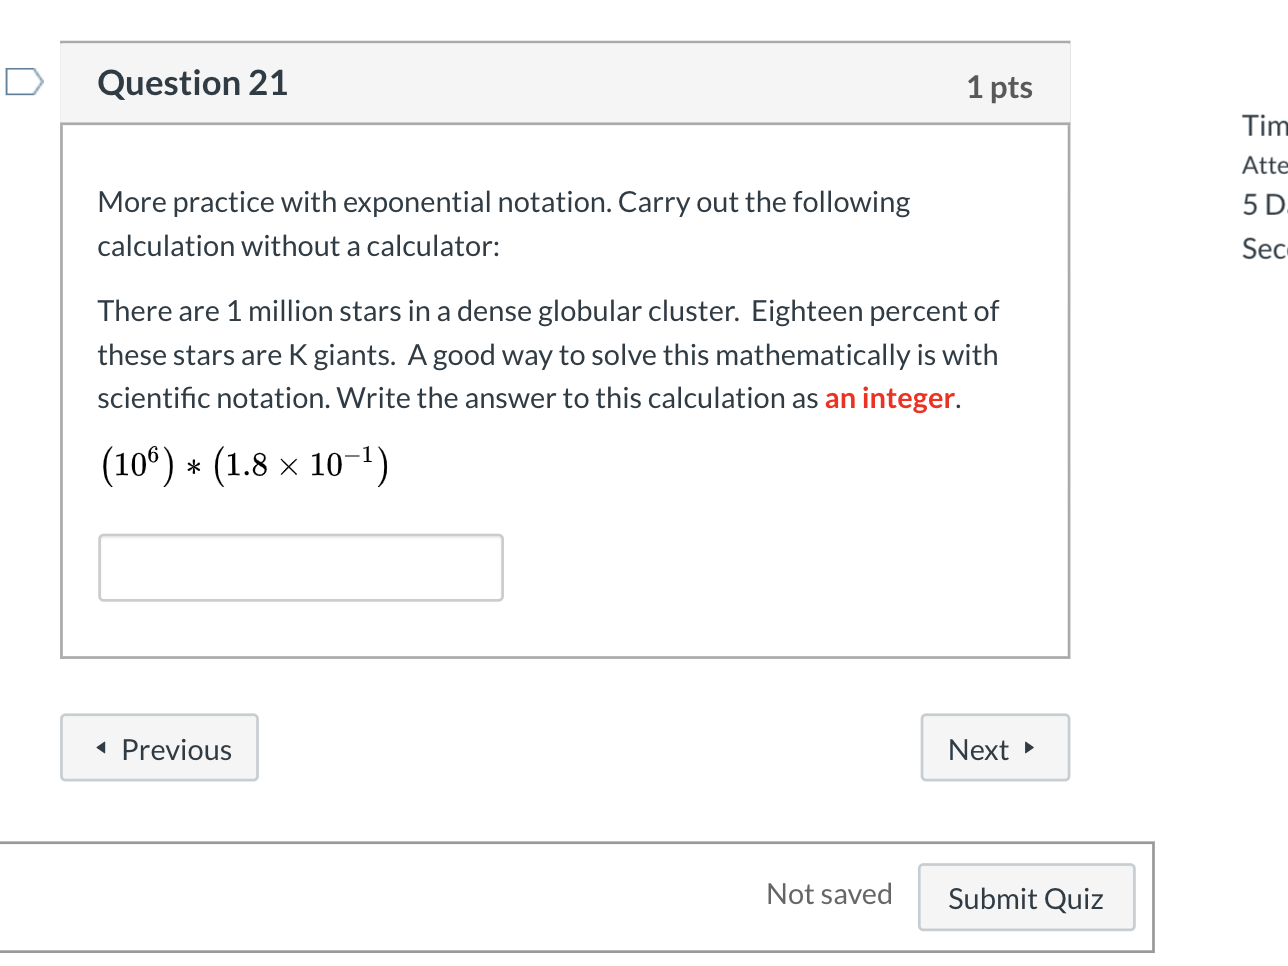 Question 21
1 pts
More practice with exponential notation. Carry out the following
calculation without a calculator:
There are 1 million stars in a dense globular cluster. Eighteen percent of
these stars are K giants. A good way to solve this mathematically is with
scientific notation. Write the answer to this calculation as an integer.
(10⁶) ∗ (1.8 × 10⁻¹)
Previous
Next
Not saved
Submit Quiz
Tim
Atte
5 D
Sec